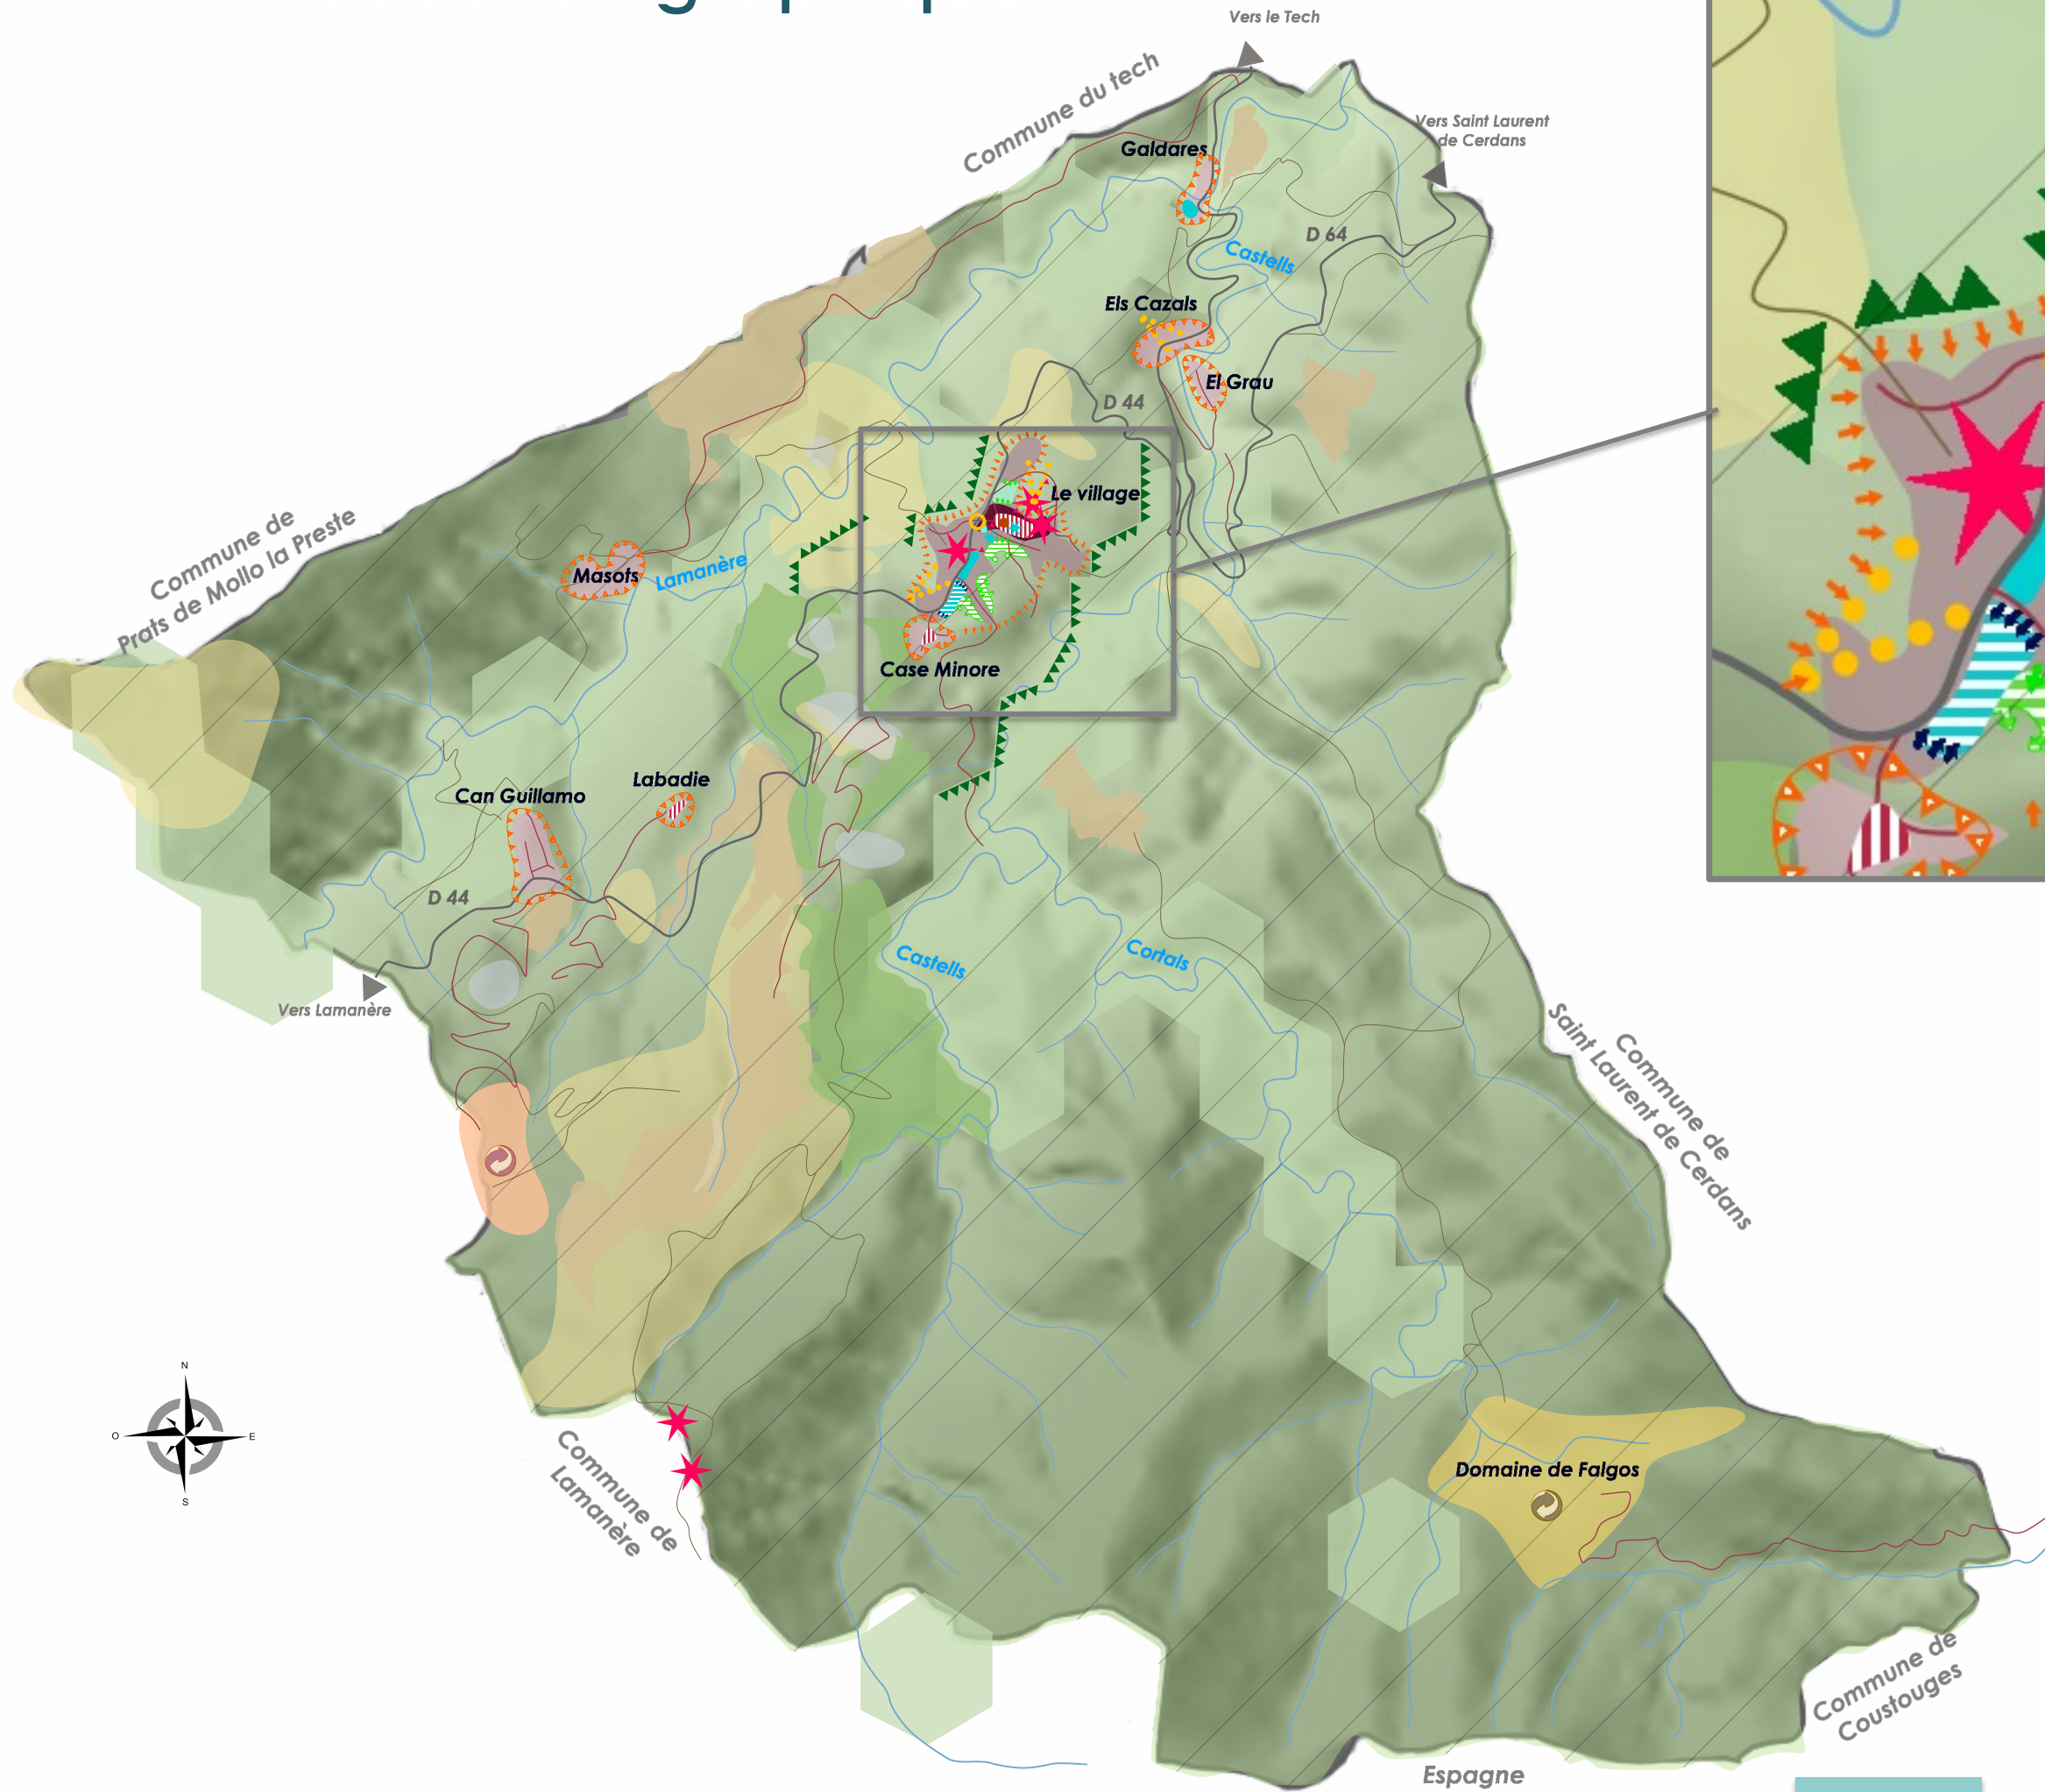 Vers le Tech
Commune du tech
Vers Saint Laurent
de Cerdans
Galdares
D 64
Castells
Els Cazals
El Grau
D 44
Le village
Commune de
Prats de Mollo la Preste
Masots
Lamanère
Case Minore
Labadie
Can Guillamo
D 44
Castells
Cortals
Vers Lamanère
Commune de
Saint Laurent de Cerdans
N
O
E
S
Commune de
Lamanère
Domaine de Falgos
Commune de
Coustouges
Espagne